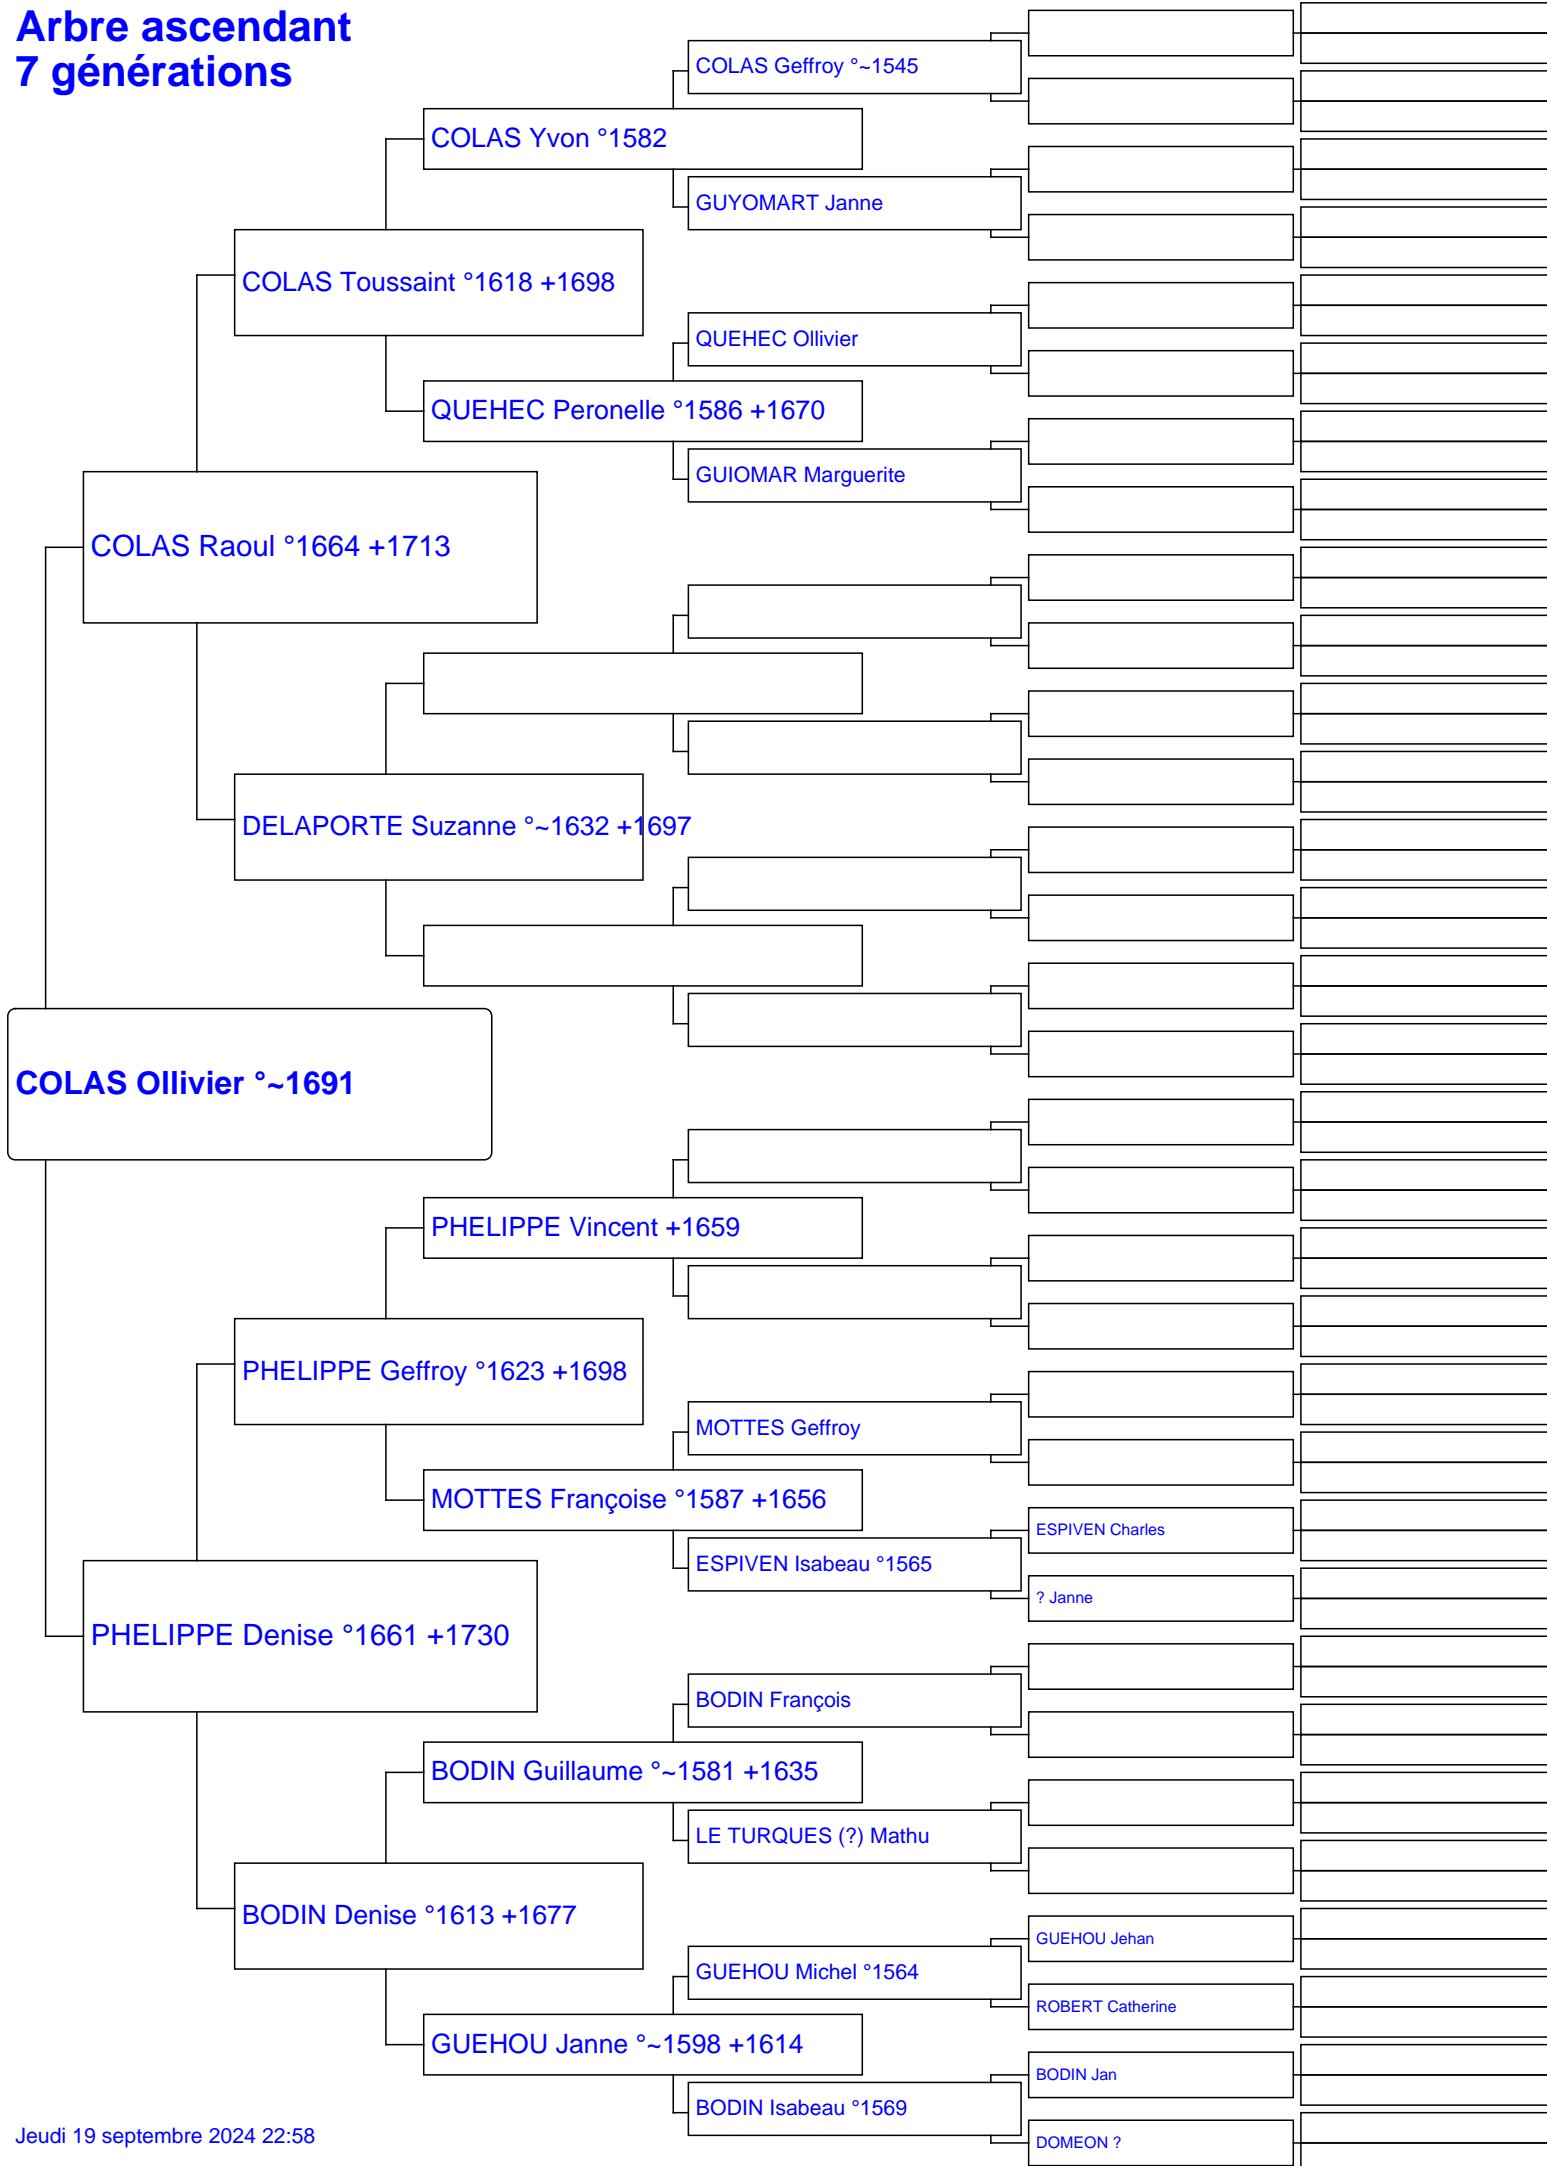 Arbre ascendant
7 générations
COLAS Geffroy °~1545
COLAS Yvon °1582
GUYOMART Janne
COLAS Toussaint °1618 +1698
QUEHEC Ollivier
QUEHEC Peronelle °1586 +1670
GUIOMAR Marguerite
COLAS Raoul °1664 +1713
DELAPORTE Suzanne °~1632 +1697
COLAS Ollivier °~1691
PHELIPPE Vincent +1659
PHELIPPE Geffroy °1623 +1698
MOTTES Geffroy
MOTTES Françoise °1587 +1656
ESPIVEN Charles
ESPIVEN Isabeau °1565
? Janne
PHELIPPE Denise °1661 +1730
BODIN François
BODIN Guillaume °~1581 +1635
LE TURQUES (?) Mathu
BODIN Denise °1613 +1677
GUEHOU Jehan
GUEHOU Michel °1564
ROBERT Catherine
GUEHOU Janne °~1598 +1614
BODIN Jan
BODIN Isabeau °1569
DOMEON ?
Jeudi 19 septembre 2024 22:58